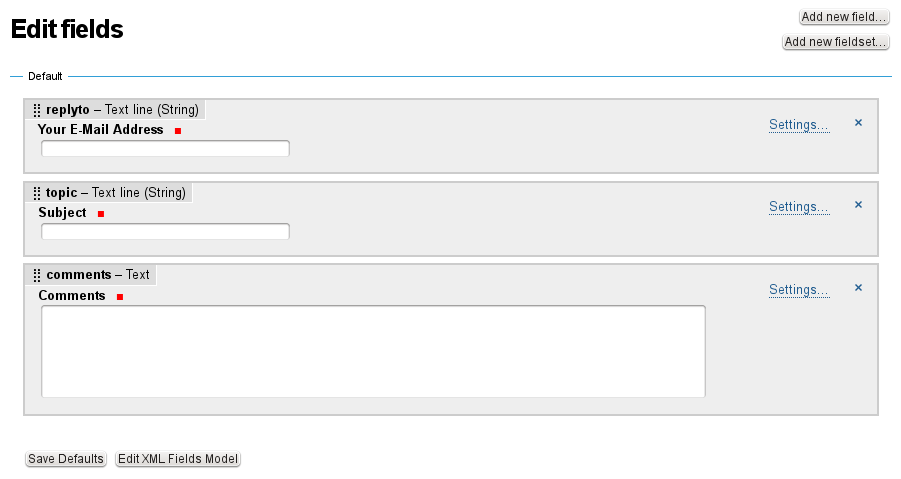 Edit fields
Add new field...
Add new fieldset...
Default
replyto – Text line (String)
Your E-Mail Address
Settings...
×
topic – Text line (String)
Subject
Settings...
×
comments – Text
Comments
Settings...
×
Save Defaults
Edit XML Fields Model